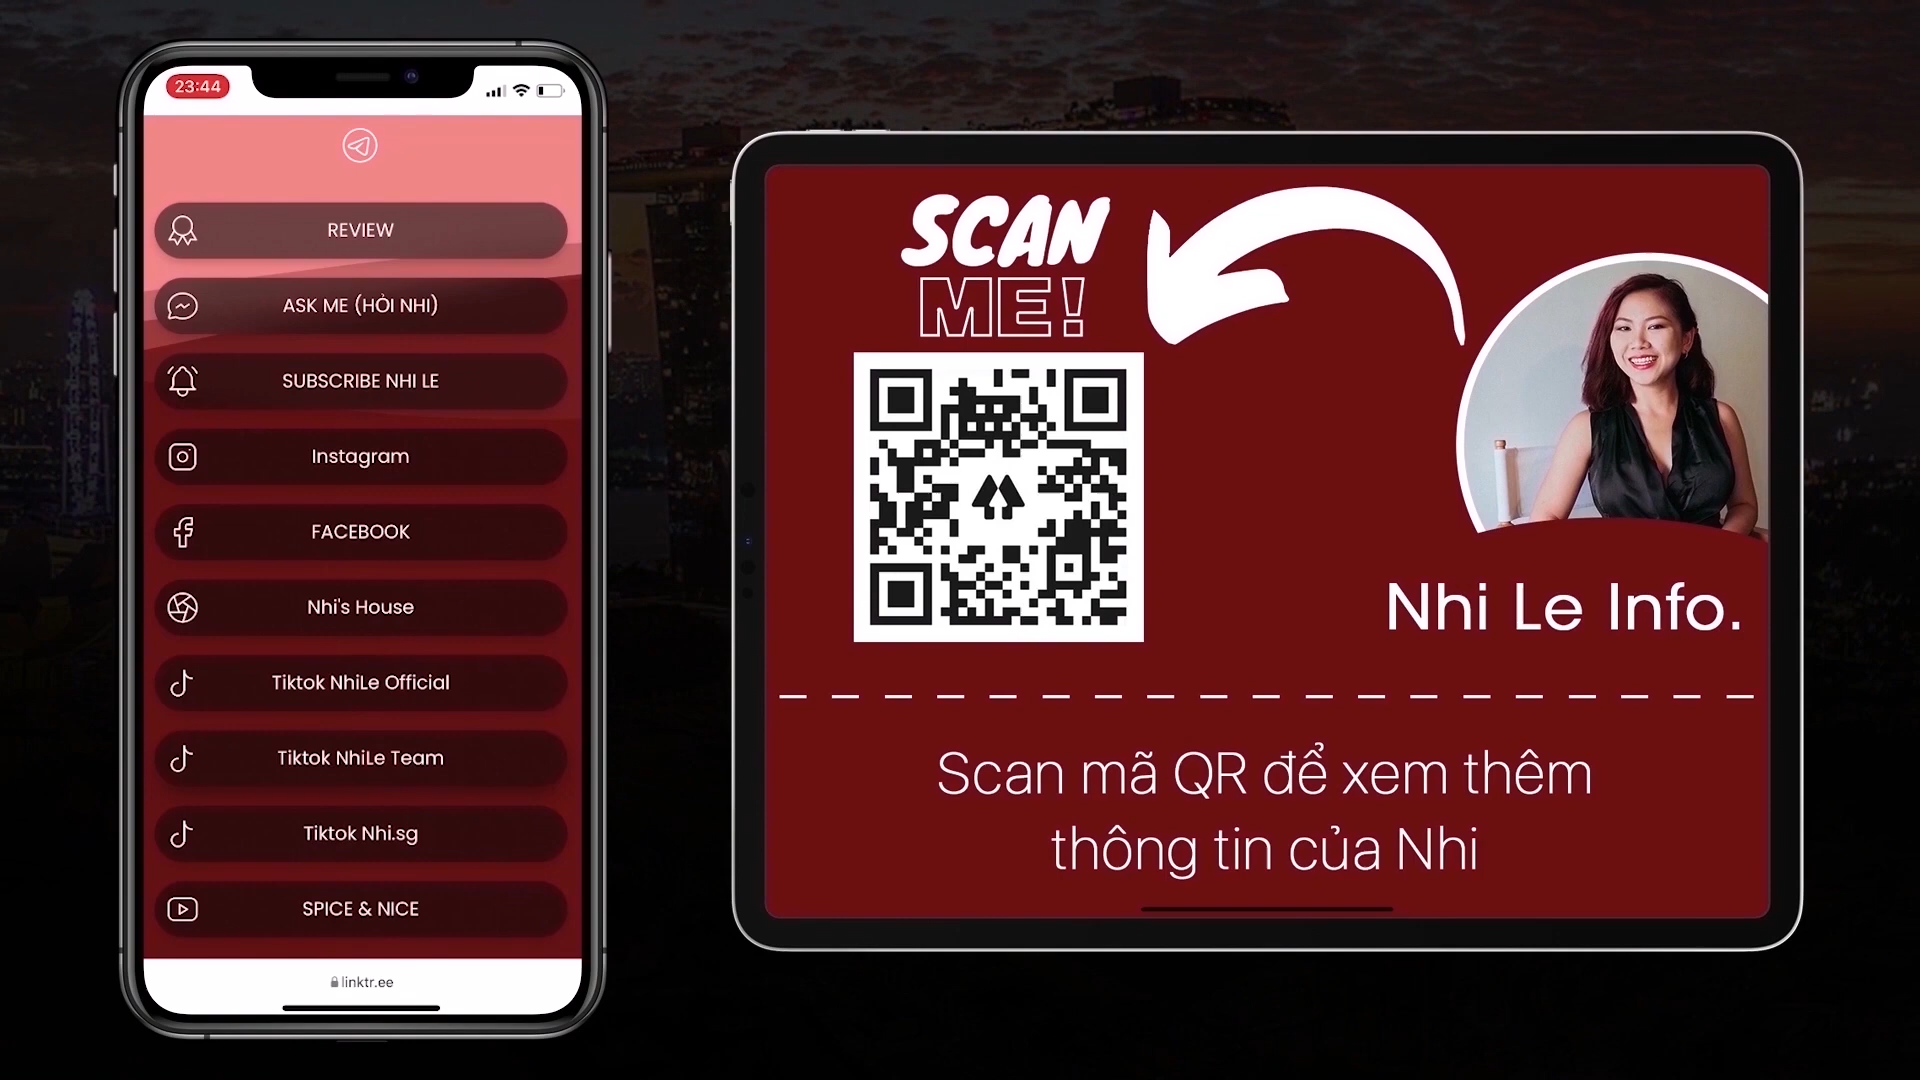 23:44
REVIEW
ASK ME (HỎI NHI)
SUBSCRIBE NHI LE
Instagram
FACEBOOK
Nhi's House
Tiktok NhiLe Official
Tiktok NhiLe Team
Tiktok Nhi.sg
SPICE & NICE
linktr.ee
SCAN
ME!
Nhi Le Info.
Scan mã QR để xem thêm
thông tin của Nhi